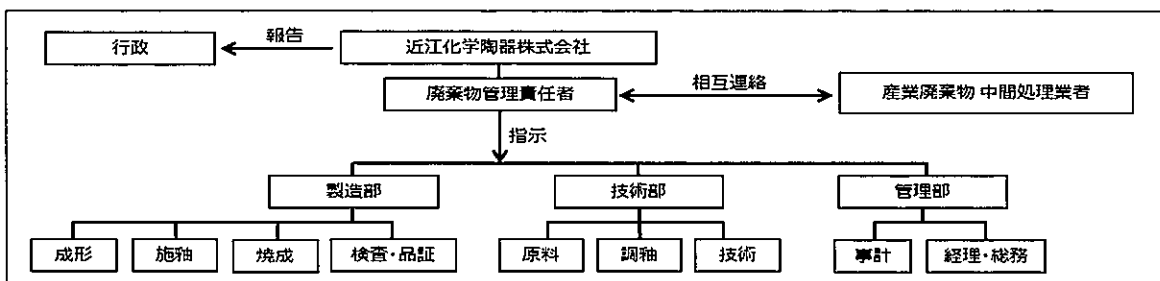 行政
報告
近江化学陶器株式会社
廃棄物管理責任者
相互連絡
産業廃棄物 中間処理業者
指示
製造部
技術部
管理部
成形
施釉
焼成
検査・品証
原料
調釉
技術
事計
経理・総務